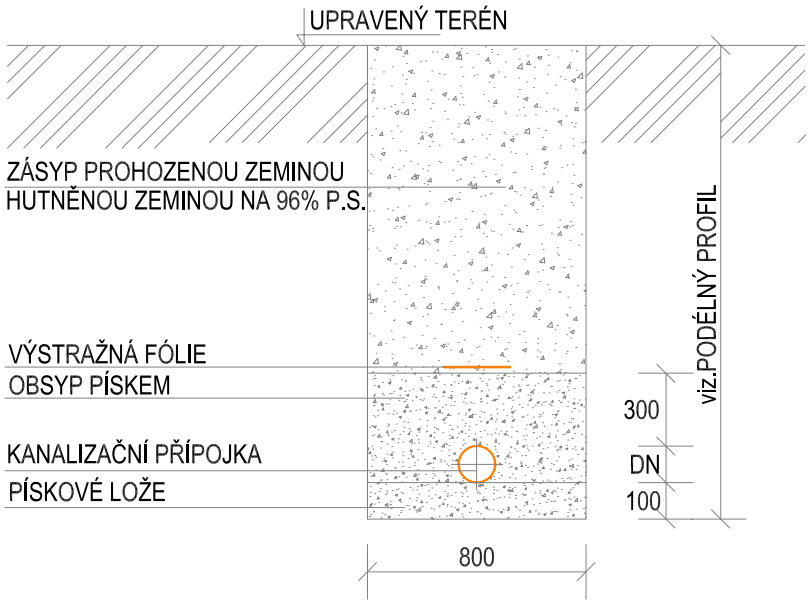 UPRAVENÝ TERÉN
ZÁSYP PROHOZENOU ZEMINOU
HUTNĚNOU ZEMINOU NA 96% P.S.
VÝSTRAŽNÁ FÓLIE
OBSYP PÍSKEM
KANALIZAČNÍ PŘÍPOJKA
PÍSKOVÉ LOŽE
300
DN
100
viz.PODÉLNÝ PROFIL
800